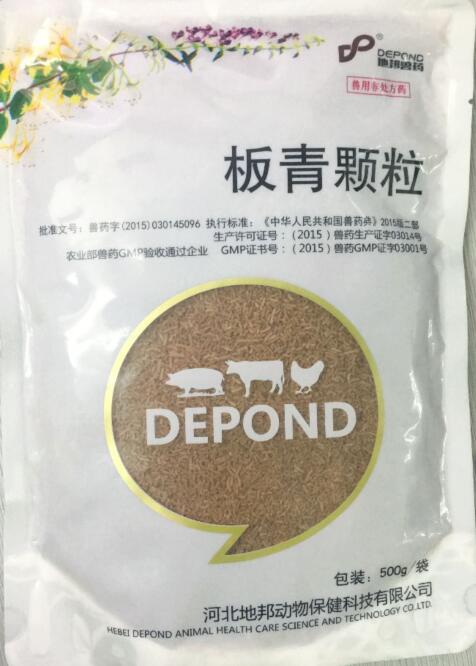 DEPOND
地邦兽药
兽用非处方药
板青颗粒
批准文号：兽药字(2015)030145096 执行标准：《中华人民共和国兽药典》2015版二部
生产许可证号：（2015）兽药生产证字03014号
农业部兽药GMP验收通过企业 GMP证书号：（2015）兽药GMP证字03001号
DEPOND
包装：500g/袋
河北地邦动物保健科技有限公司
HEBEI DEPOND ANIMAL HEALTH CARE SCIENCE AND TECHNOLOGY CO.LTD.